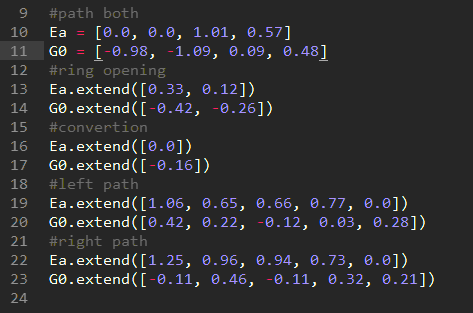 9 #path both
10 Ea = [0.0, 0.0, 1.01, 0.57]
11 G0 = [-0.98, -1.09, 0.09, 0.48]
12 #ring opening
13 Ea.extend([0.33, 0.12])
14 G0.extend([-0.42, -0.26])
15 #convertion
16 Ea.extend([0.0])
17 G0.extend([-0.16])
18 #left path
19 Ea.extend([1.06, 0.65, 0.66, 0.77, 0.0])
20 G0.extend([0.42, 0.22, -0.12, 0.03, 0.28])
21 #right path
22 Ea.extend([1.25, 0.96, 0.94, 0.73, 0.0])
23 G0.extend([-0.11, 0.46, -0.11, 0.32, 0.21])
24